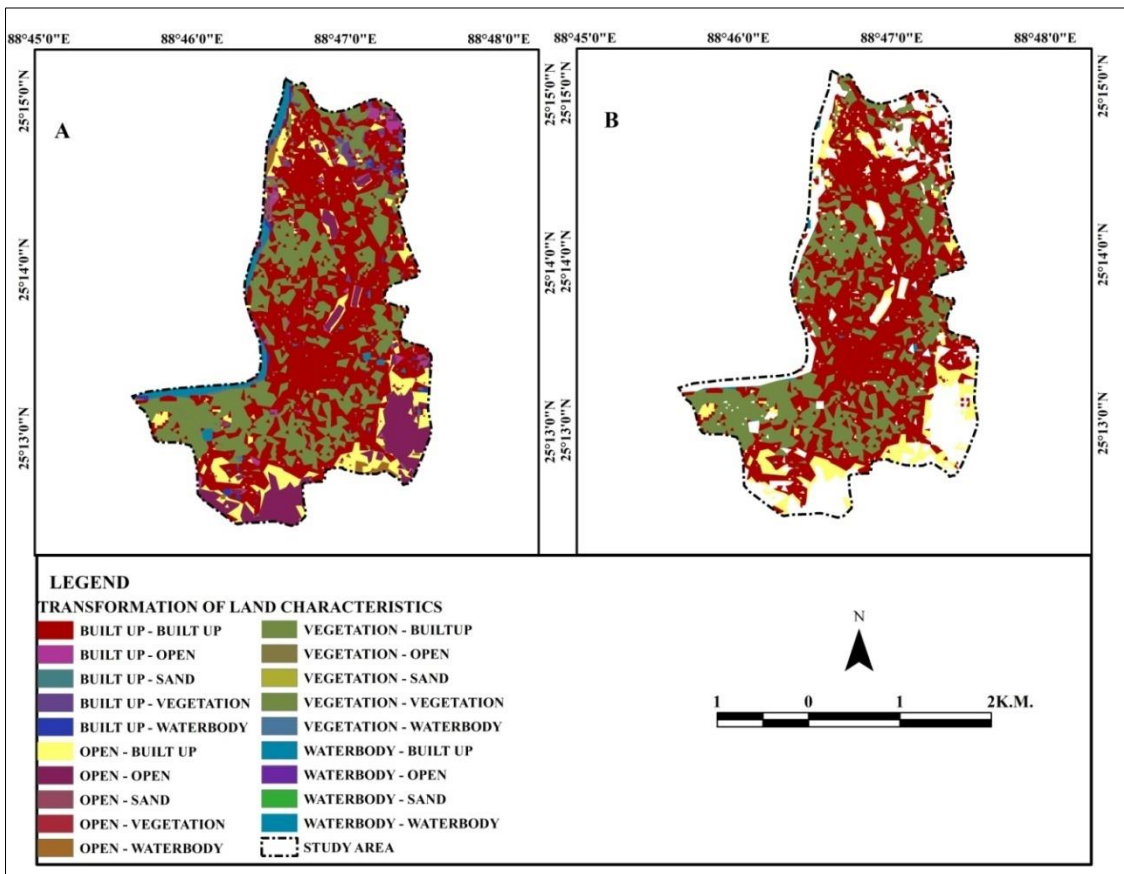 88°45'0"E 88°46'0"E 88°47'0"E 88°48'0"E 88°45'0"E 88°46'0"E 88°47'0"E 88°48'0"E
25°15'0"N 25°15'0"N 25°15'0"N 25°15'0"N
A B
25°14'0"N 25°14'0"N 25°14'0"N 25°14'0"N
25°13'0"N 25°13'0"N 25°13'0"N 25°13'0"N
LEGEND
TRANSFORMATION OF LAND CHARACTERISTICS
BUILT UP - BUILT UP
BUILT UP - OPEN
BUILT UP - SAND
BUILT UP - VEGETATION
BUILT UP - WATERBODY
OPEN - BUILT UP
OPEN - OPEN
OPEN - SAND
OPEN - VEGETATION
OPEN - WATERBODY
VEGETATION - BUILTUP
VEGETATION - OPEN
VEGETATION - SAND
VEGETATION - VEGETATION
VEGETATION - WATERBODY
WATERBODY - BUILT UP
WATERBODY - OPEN
WATERBODY - SAND
WATERBODY - WATERBODY
STUDY AREA
N
1 0 1 2K.M.